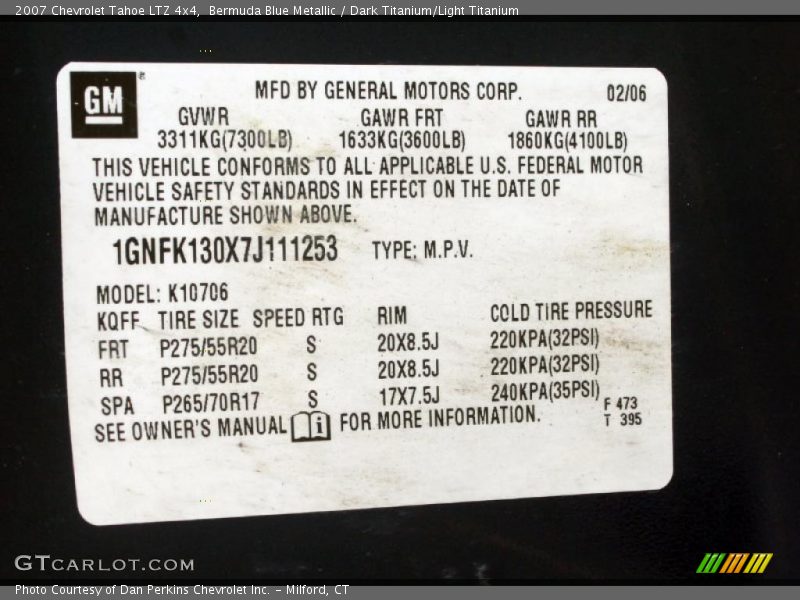 2007 Chevrolet Tahoe LTZ 4x4, Bermuda Blue Metallic / Dark Titanium/Light Titanium
GM ® MFD BY GENERAL MOTORS CORP. 02/06
GVWR GAWR FRT GAWR RR
3311KG(7300LB) 1633KG(3600LB) 1860KG(4100LB)
THIS VEHICLE CONFORMS TO ALL APPLICABLE U.S. FEDERAL MOTOR
VEHICLE SAFETY STANDARDS IN EFFECT ON THE DATE OF
MANUFACTURE SHOWN ABOVE.
1GNFK130X7J111253 TYPE: M.P.V.
MODEL: K10706
KQFF TIRE SIZE SPEED RTG RIM COLD TIRE PRESSURE
FRT P275/55R20 S 20X8.5J 220KPA(32PSI)
RR P275/55R20 S 20X8.5J 220KPA(32PSI)
SPA P265/70R17 S 17X7.5J 240KPA(35PSI)
SEE OWNER'S MANUAL i FOR MORE INFORMATION.
F 473
T 395
GTCARLOT.COM
Photo Courtesy of Dan Perkins Chevrolet Inc. - Milford, CT